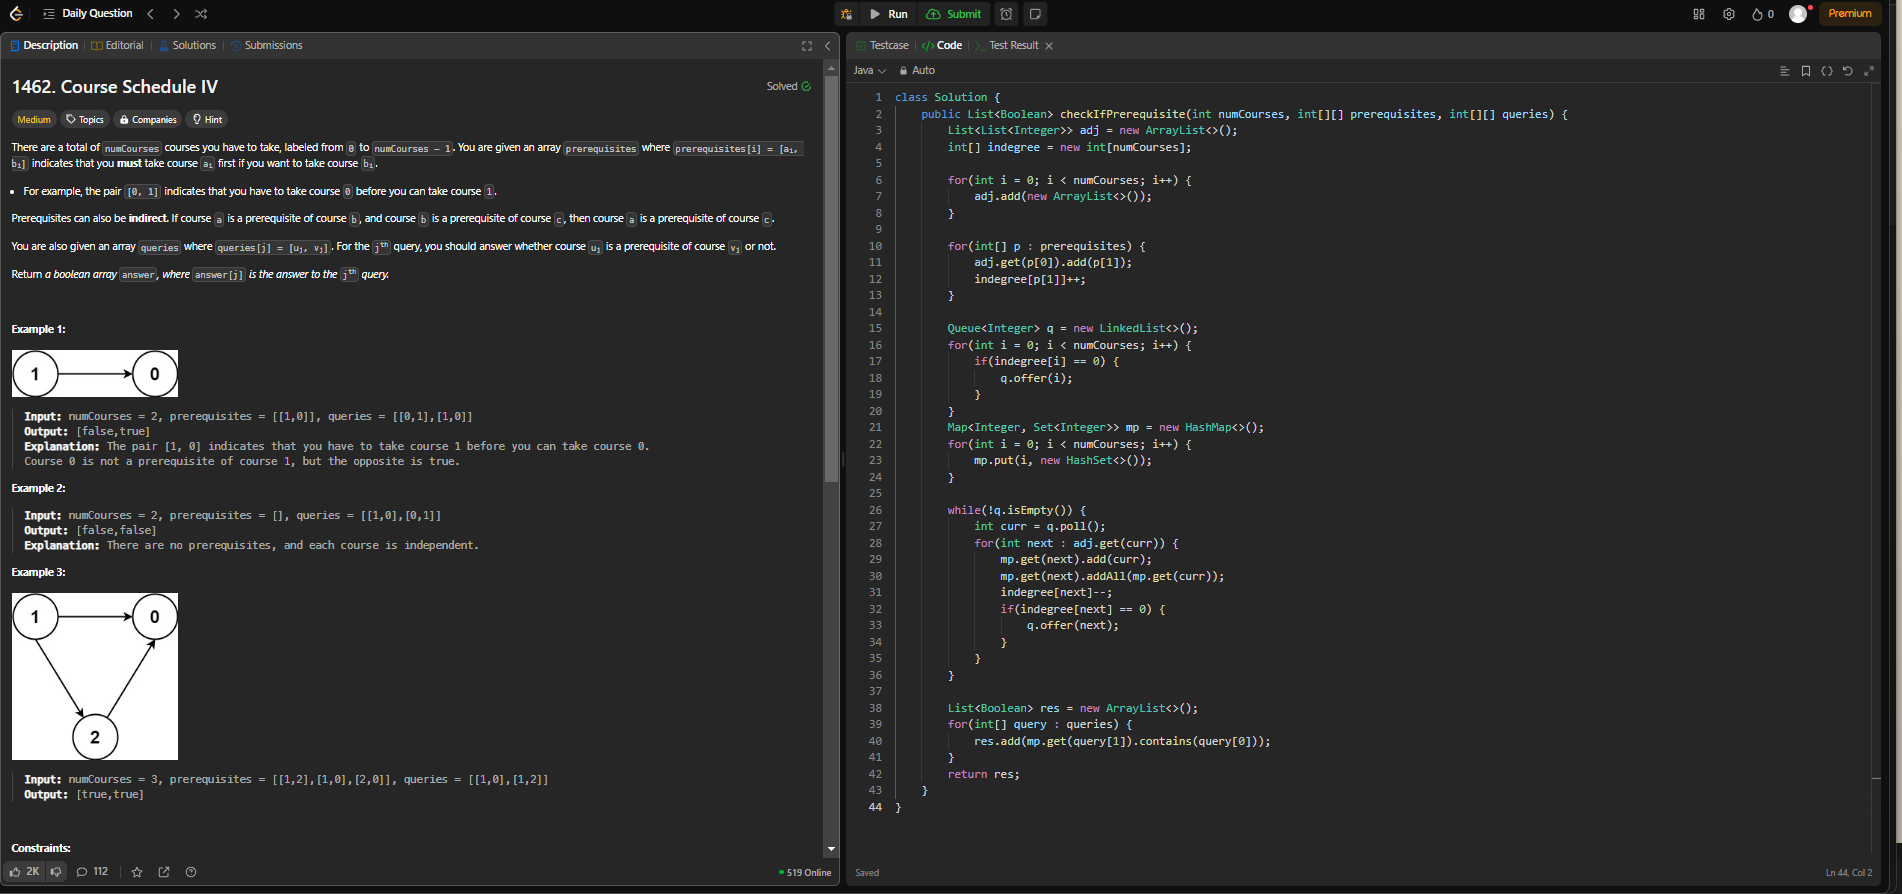 Daily Question
Run
Submit
0
Premium
Description
Editorial
Solutions
Submissions
1462. Course Schedule IV
Solved
Medium
Topics
Companies
Hint
There are a total of numCourses courses you have to take, labeled from 0 to numCourses - 1. You are given an array prerequisites where prerequisites[i] = [ai,
bi] indicates that you must take course ai first if you want to take course bi.
For example, the pair [0, 1] indicates that you have to take course 0 before you can take course 1.
Prerequisites can also be indirect. If course a is a prerequisite of course b, and course b is a prerequisite of course c, then course a is a prerequisite of course c.
You are also given an array queries where queries[j] = [uj, vj]. For the jth query, you should answer whether course uj is a prerequisite of course vj or not.
Return a boolean array answer, where answer[j] is the answer to the jth query.
Example 1:
1
0
Input: numCourses = 2, prerequisites = [[1,0]], queries = [[0,1],[1,0]]
Output: [false,true]
Explanation: The pair [1, 0] indicates that you have to take course 1 before you can take course 0.
Course 0 is not a prerequisite of course 1, but the opposite is true.
Example 2:
Input: numCourses = 2, prerequisites = [], queries = [[1,0],[0,1]]
Output: [false,false]
Explanation: There are no prerequisites, and each course is independent.
Example 3:
1
0
2
Input: numCourses = 3, prerequisites = [[1,2],[1,0],[2,0]], queries = [[1,0],[1,2]]
Output: [true,true]
Constraints:
2K
112
519 Online
Testcase
Code
Test Result
Java
Auto
1 class Solution {
2 public List<Boolean> checkIfPrerequisite(int numCourses, int[][] prerequisites, int[][] queries) {
3 List<List<Integer>> adj = new ArrayList<>();
4 int[] indegree = new int[numCourses];
5
6 for(int i = 0; i < numCourses; i++) {
7 adj.add(new ArrayList<>());
8 }
9
10 for(int[] p : prerequisites) {
11 adj.get(p[0]).add(p[1]);
12 indegree[p[1]]++;
13 }
14
15 Queue<Integer> q = new LinkedList<>();
16 for(int i = 0; i < numCourses; i++) {
17 if(indegree[i] == 0) {
18 q.offer(i);
19 }
20 }
21 Map<Integer, Set<Integer>> mp = new HashMap<>();
22 for(int i = 0; i < numCourses; i++) {
23 mp.put(i, new HashSet<>());
24 }
25
26 while(!q.isEmpty()) {
27 int curr = q.poll();
28 for(int next : adj.get(curr)) {
29 mp.get(next).add(curr);
30 mp.get(next).addAll(mp.get(curr));
31 indegree[next]--;
32 if(indegree[next] == 0) {
33 q.offer(next);
34 }
35 }
36 }
37
38 List<Boolean> res = new ArrayList<>();
39 for(int[] query : queries) {
40 res.add(mp.get(query[1]).contains(query[0]));
41 }
42 return res;
43 }
44 }
Saved
Ln 44, Col 2